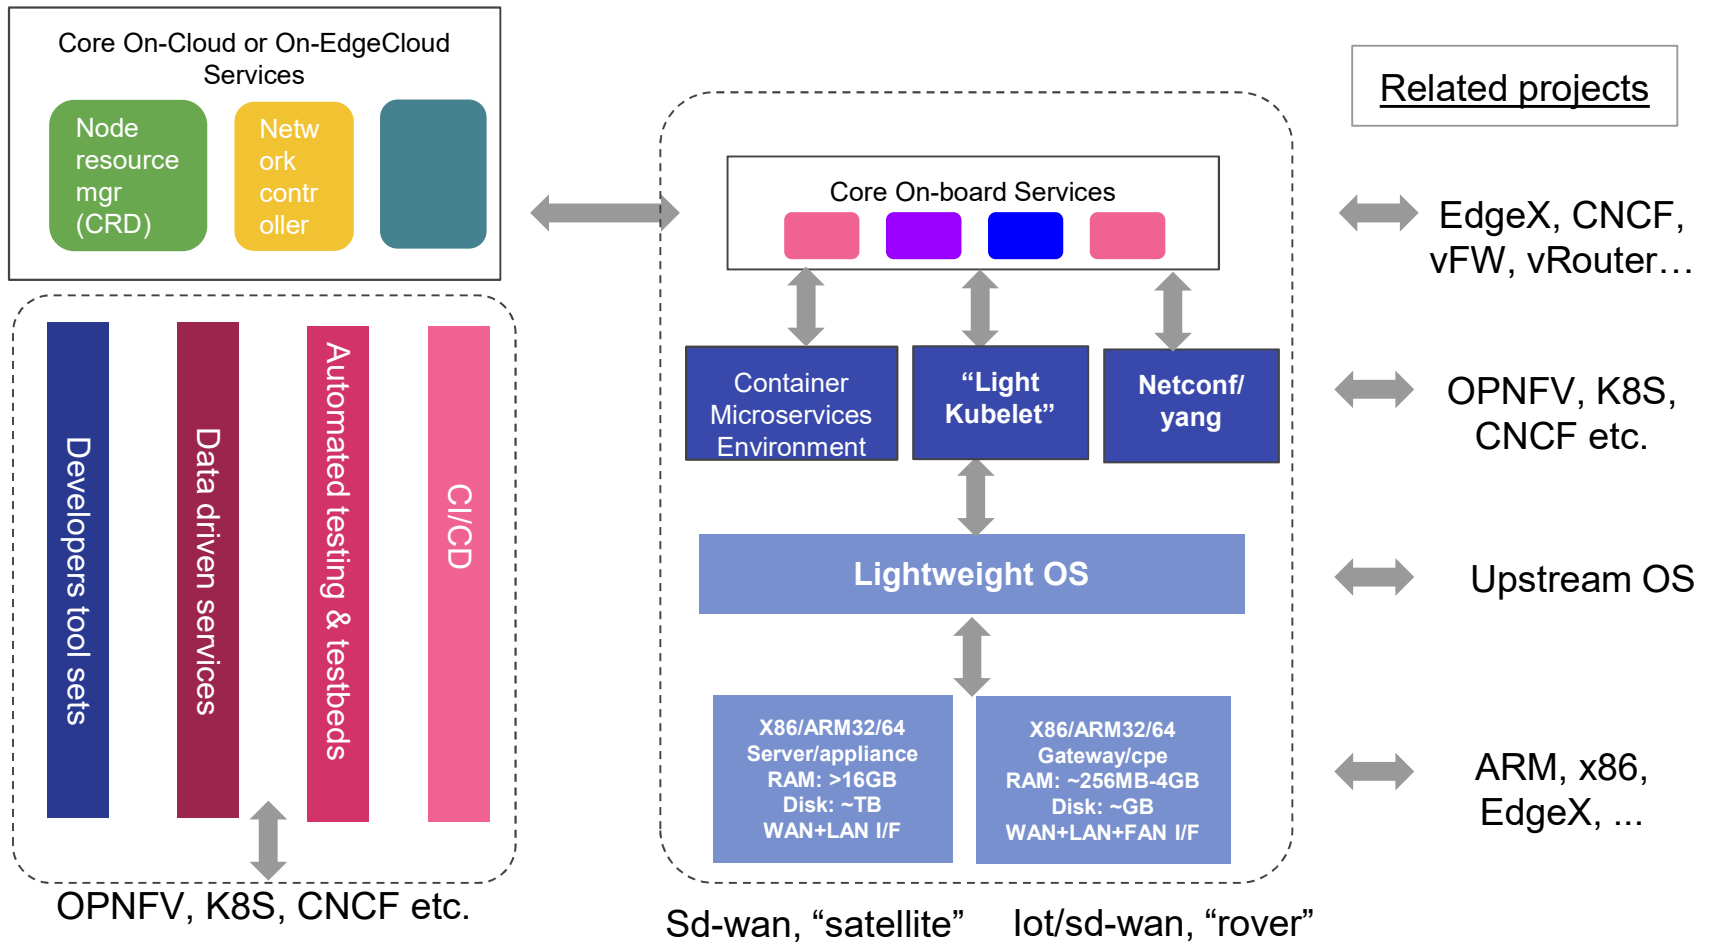 Core On-Cloud or On-EdgeCloud
Services
Node
resource
mgr
(CRD)
Netw
ork
contr
oller
Developers tool sets
Data driven services
Automated testing & testbeds
CI/CD
OPNFV, K8S, CNCF etc.
Core On-board Services
Container
Microservices
Environment
“Light
Kubelet”
Netconf/
yang
Lightweight OS
X86/ARM32/64
Server/appliance
RAM: >16GB
Disk: ~TB
WAN+LAN I/F
X86/ARM32/64
Gateway/cpe
RAM: ~256MB-4GB
Disk: ~GB
WAN+LAN+FAN I/F
Sd-wan, “satellite”
Iot/sd-wan, “rover”
Related projects
EdgeX, CNCF,
vFW, vRouter…
OPNFV, K8S,
CNCF etc.
Upstream OS
ARM, x86,
EdgeX, ...